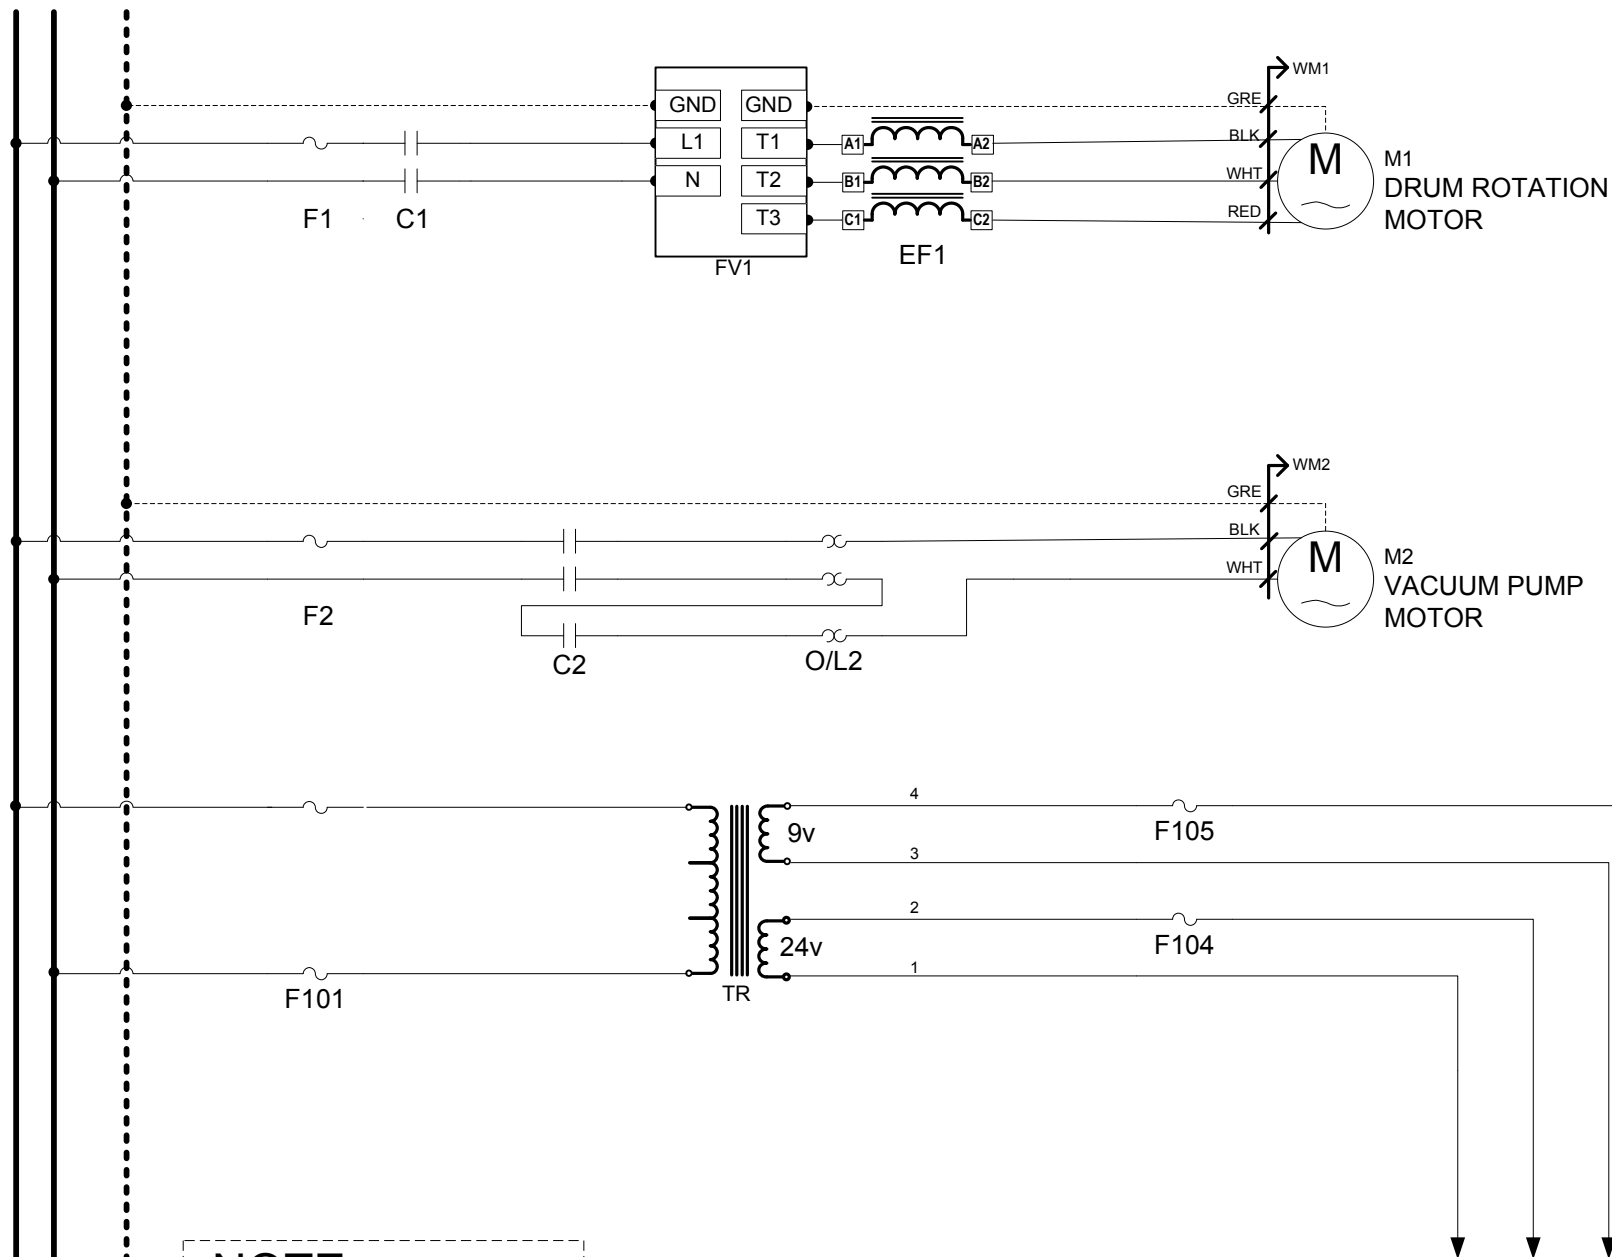 WM1
GND GND GRE
L1 T1 A1 A2 BLK
N T2 B1 B2 WHT
T3 C1 C2 RED
M
M1
DRUM ROTATION
MOTOR
F1 C1
EF1
FV1
WM2
GRE
BLK
WHT
M
M2
VACUUM PUMP
MOTOR
F2
C2 O/L2
4
9v F105
3
2
24v F104
1
TR
F101
NOTE